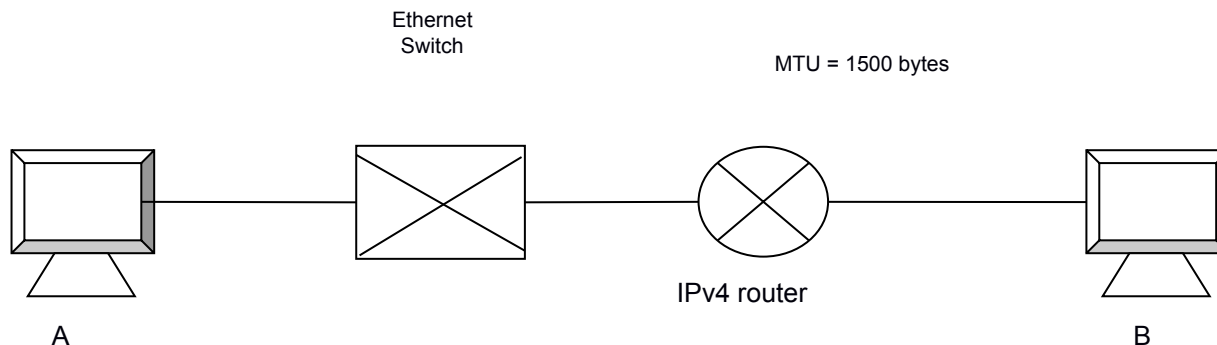 Ethernet
Switch
MTU = 1500 bytes
IPv4 router
A
B